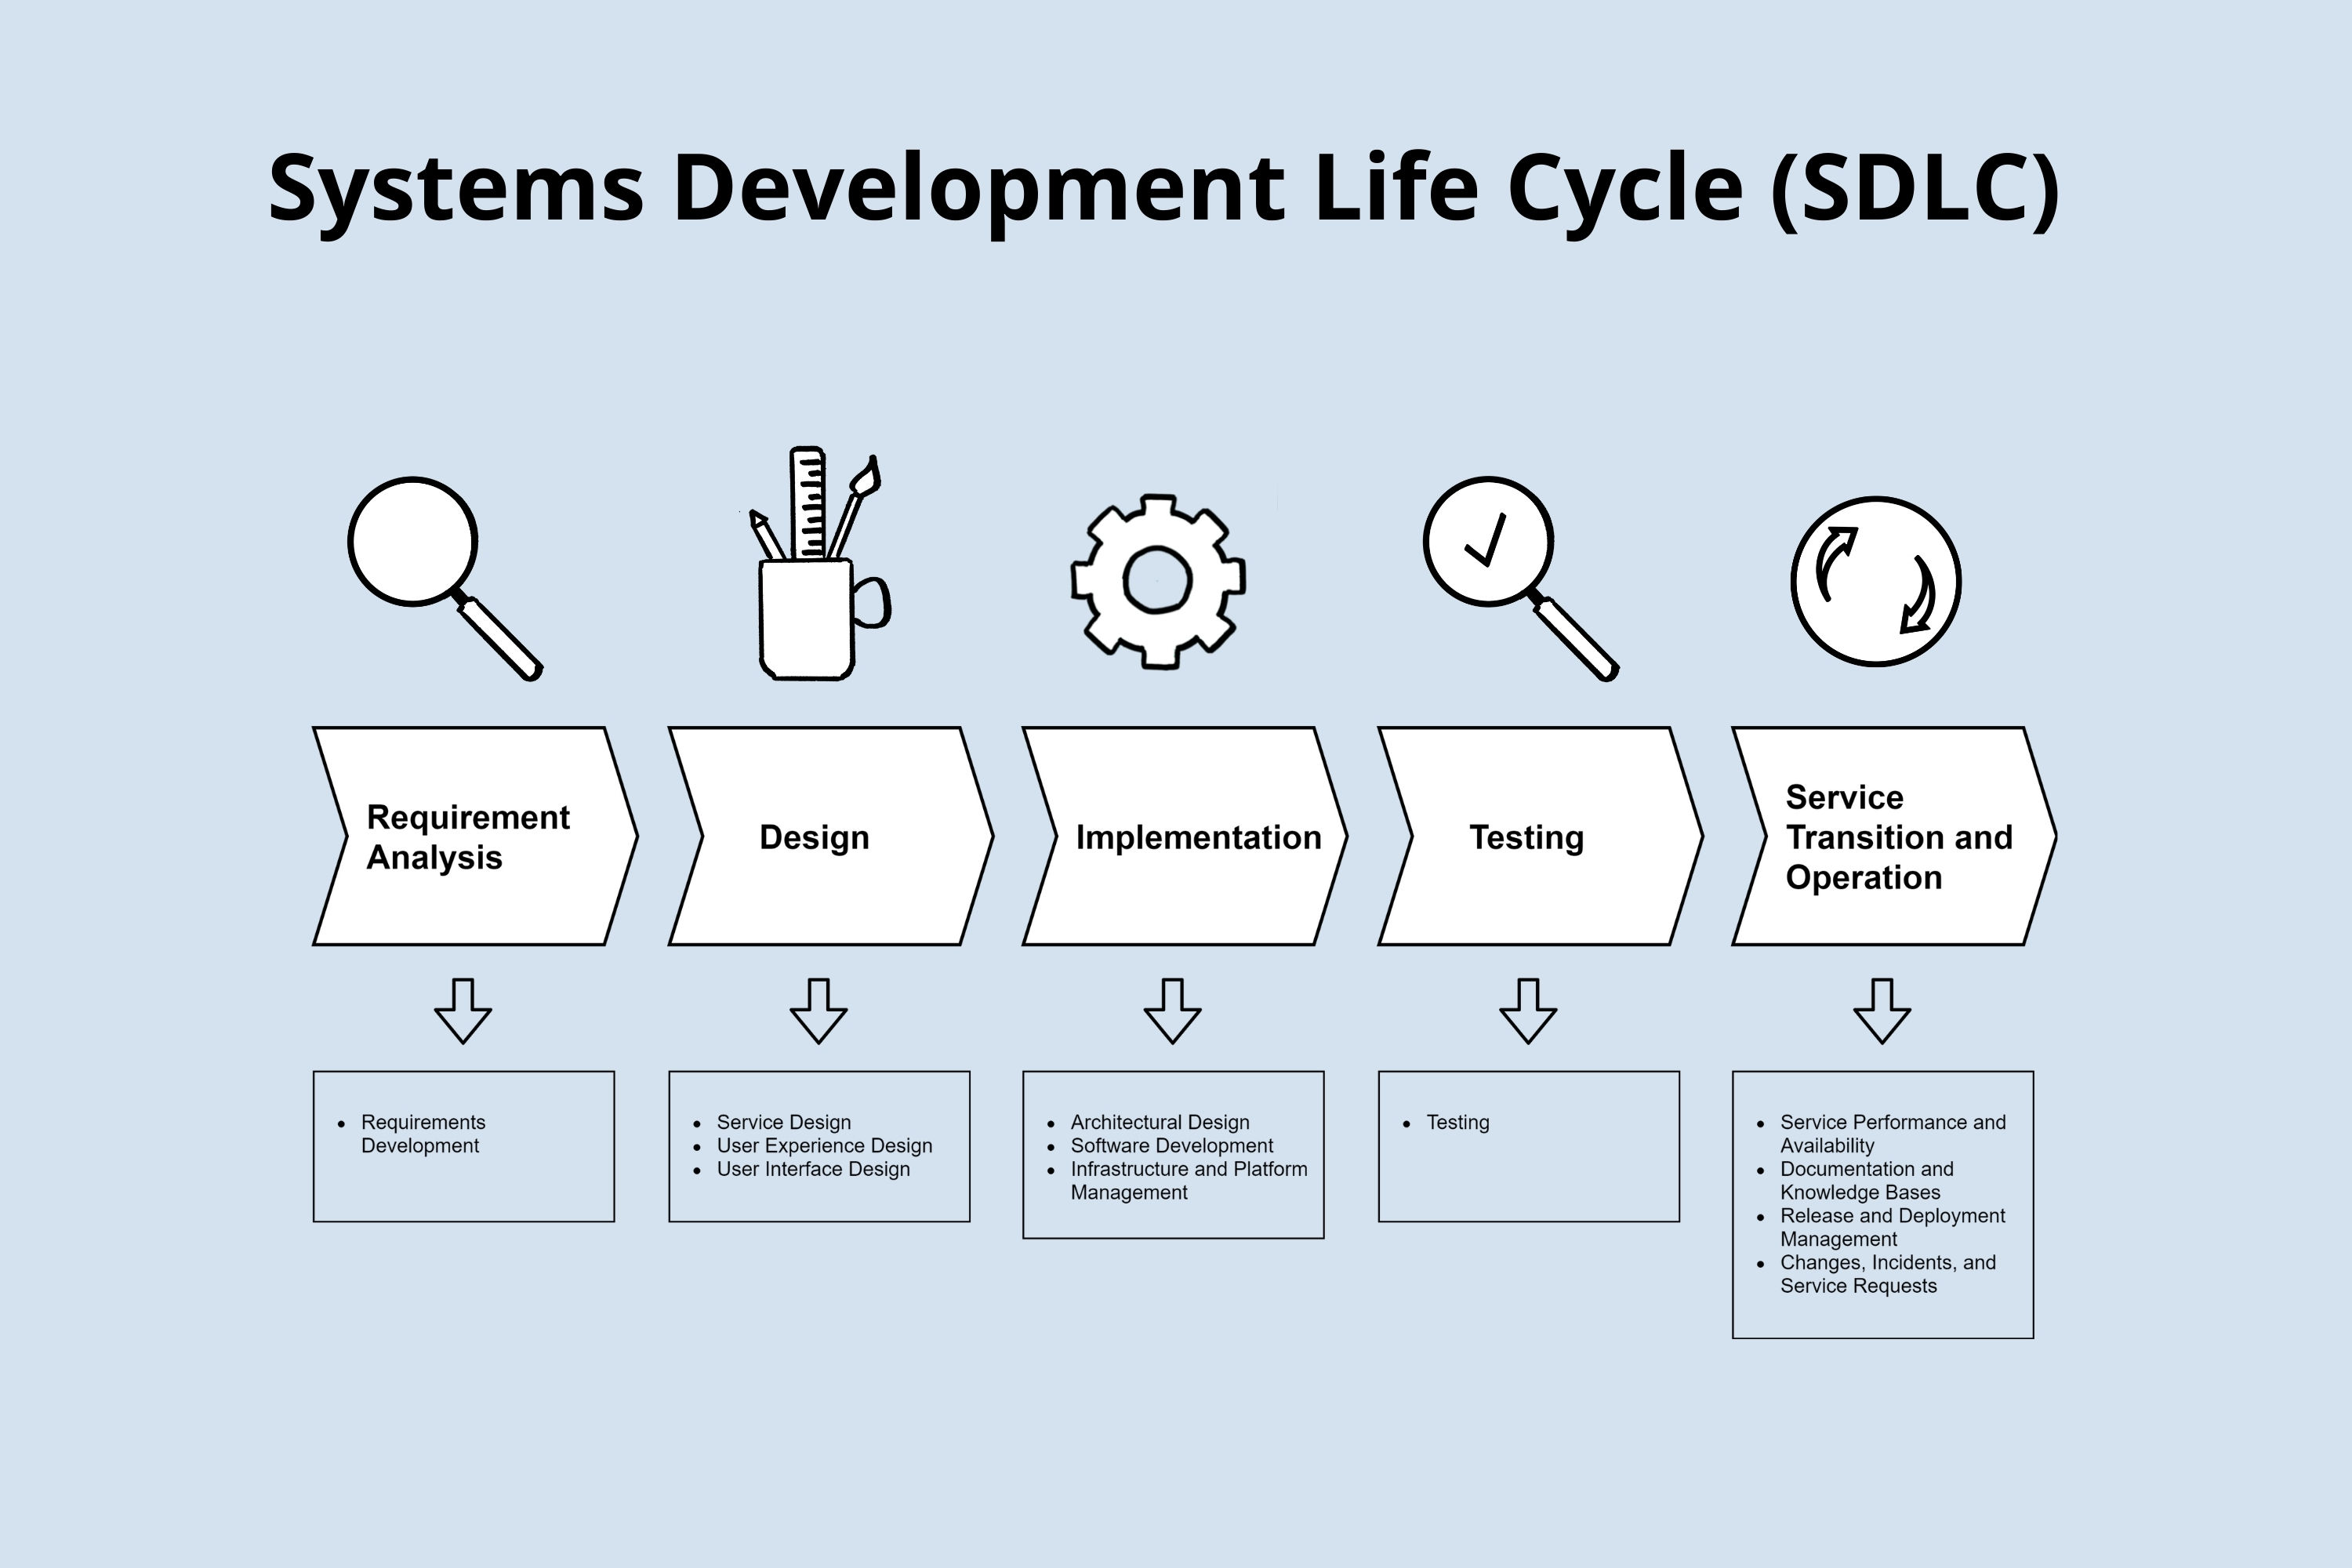 Systems Development Life Cycle (SDLC)
Requirement
Analysis
Design
Implementation
Testing
Service
Transition and
Operation
• Requirements
Development
• Service Design
• User Experience Design
• User Interface Design
• Architectural Design
• Software Development
• Infrastructure and Platform
Management
• Testing
• Service Performance and
Availability
• Documentation and
Knowledge Bases
• Release and Deployment
Management
• Changes, Incidents, and
Service Requests